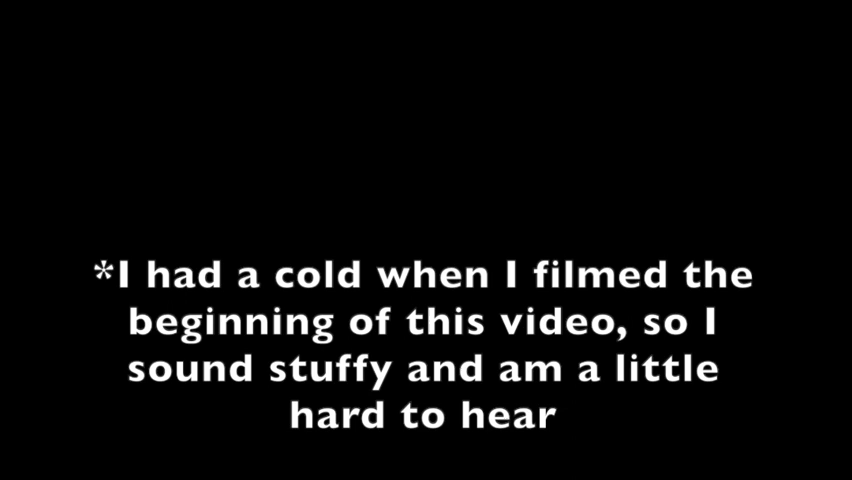 *I had a cold when I filmed the
beginning of this video, so I
sound stuffy and am a little
hard to hear